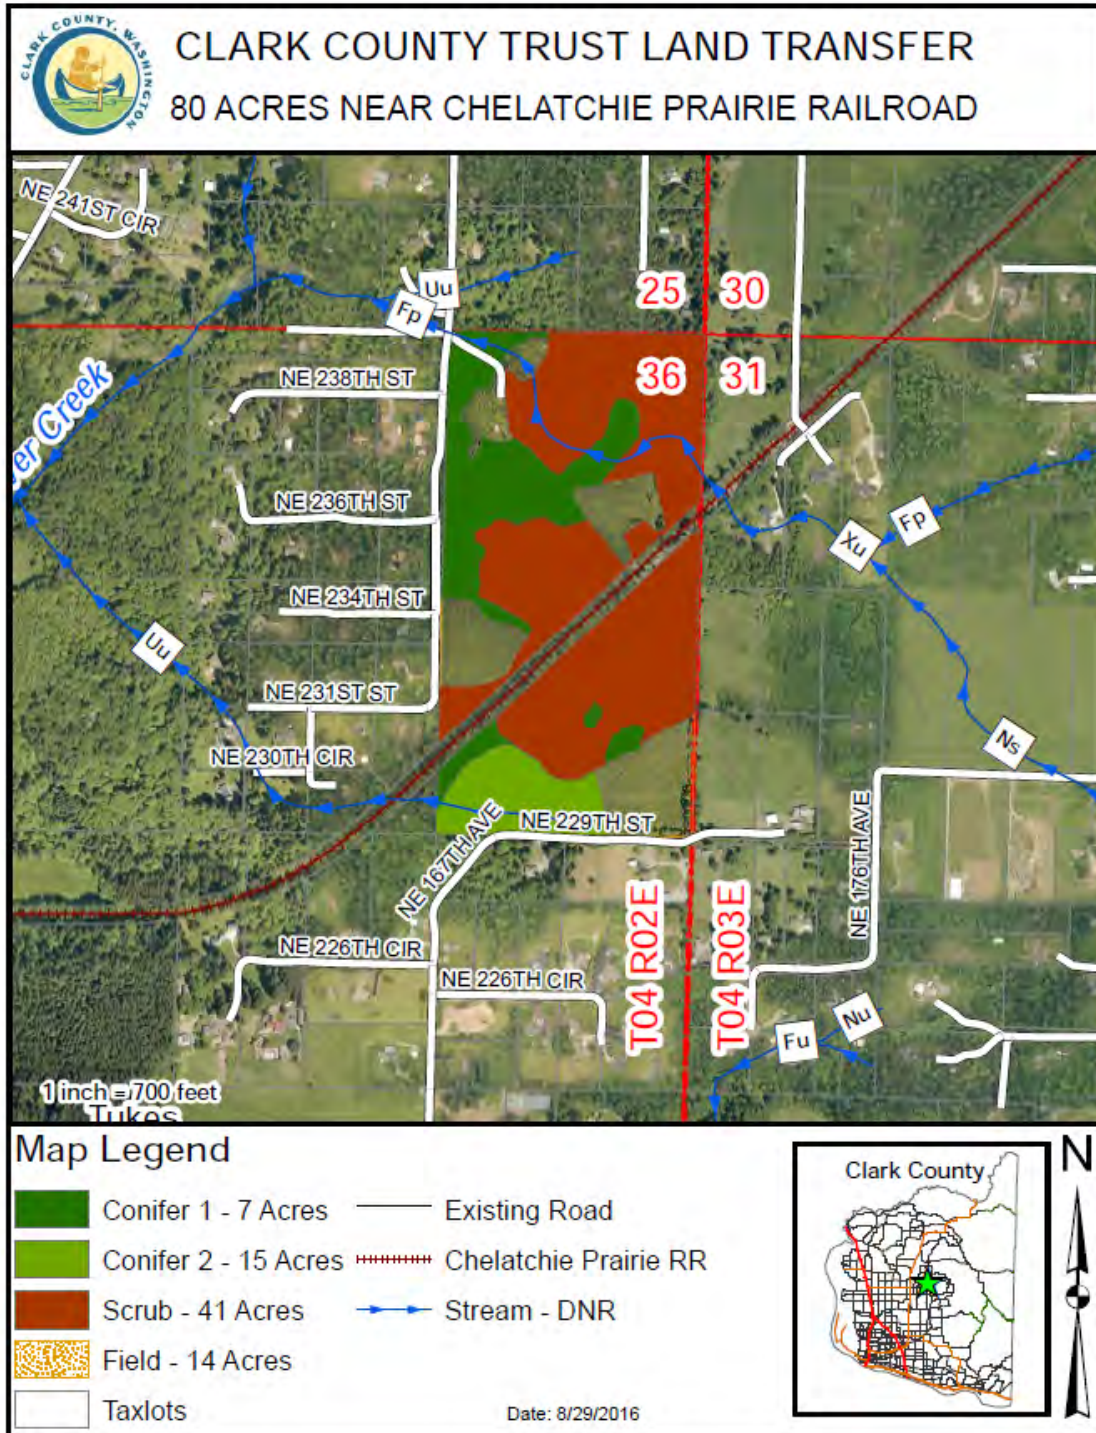 CLARK COUNTY, WASHINGTON
CLARK COUNTY TRUST LAND TRANSFER
80 ACRES NEAR CHELATCHIE PRAIRIE RAILROAD
NE 241ST CIR
Uu
Fp
25 30
36 31
NE 238TH ST
er Creek
NE 236TH ST
Fp
Xu
NE 234TH ST
Uu
NE 231ST ST
Ns
NE 230TH CIR
NE 229TH ST
NE 167TH AVE
NE 176TH AVE
NE 226TH CIR
NE 226TH CIR
T04 R02E
T04 R03E
Nu
Fu
1 inch = 700 feet
Tukes
Map Legend
Conifer 1 - 7 Acres
Conifer 2 - 15 Acres
Scrub - 41 Acres
Field - 14 Acres
Taxlots
Existing Road
Chelatchie Prairie RR
Stream - DNR
Date: 8/29/2016
Clark County
N